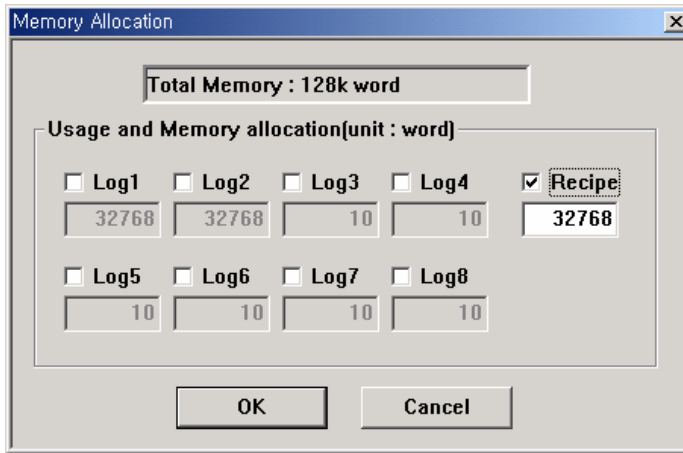 Memory Allocation
Total Memory : 128k word
Usage and Memory allocation(unit : word)
Log1 Log2 Log3 Log4 Recipe
32768 32768 10 10 32768
Log5 Log6 Log7 Log8
10 10 10 10
OK Cancel